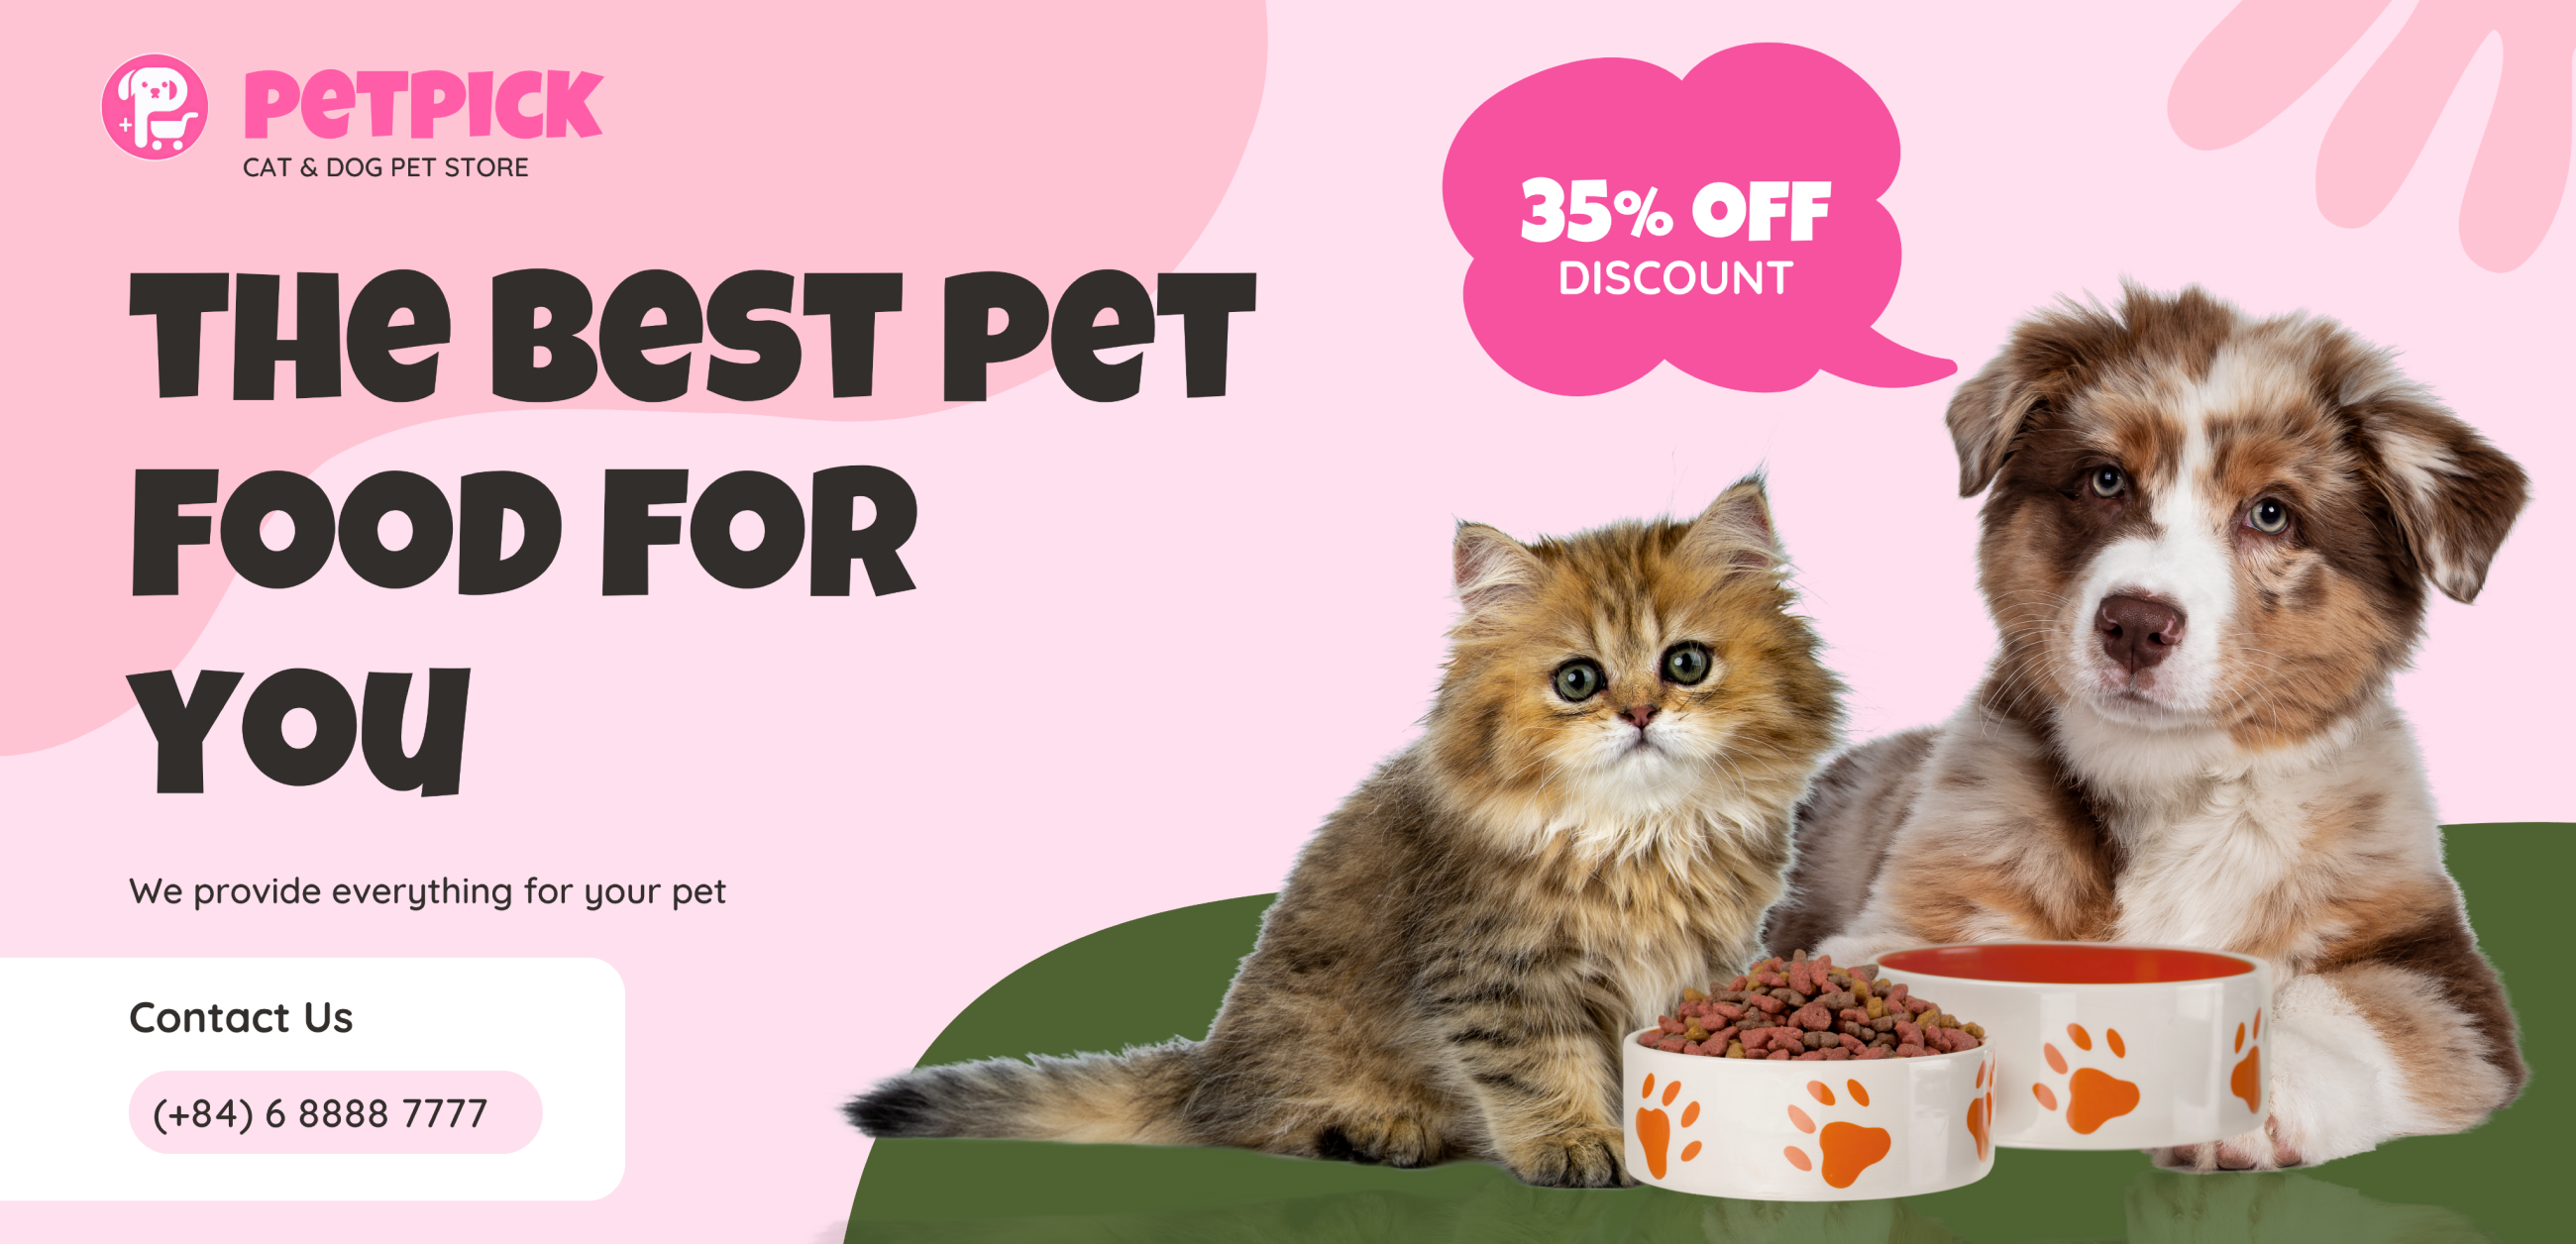 PETPICK
CAT & DOG PET STORE
35% OFF
DISCOUNT
THE BEST PET
FOOD FOR
YOU
We provide everything for your pet
Contact Us
(+84) 6 8888 7777